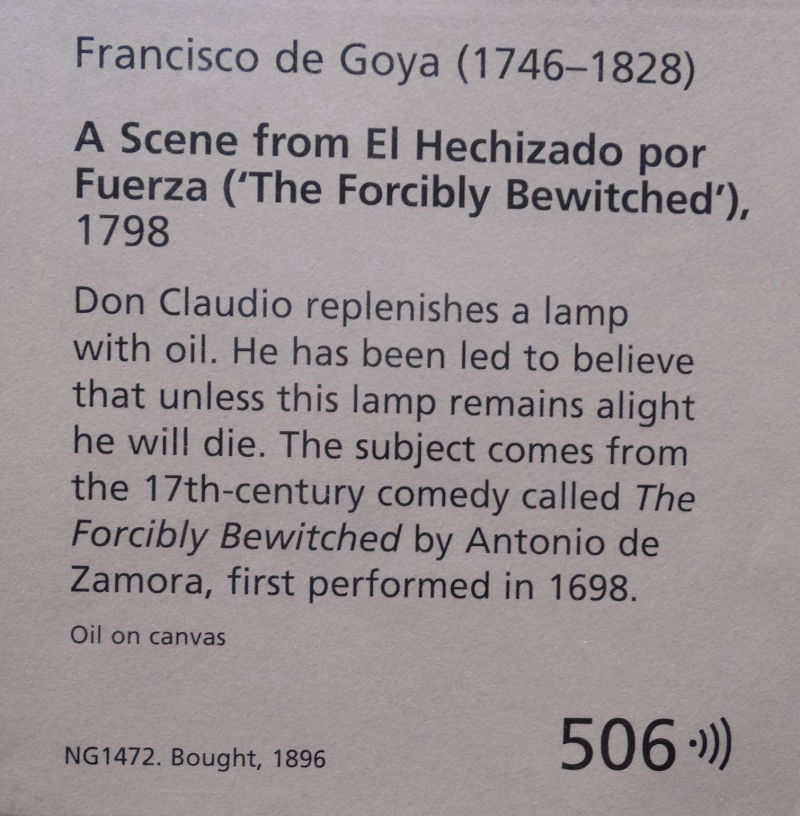 Francisco de Goya (1746–1828)
A Scene from El Hechizado por
Fuerza (‘The Forcibly Bewitched’),
1798
Don Claudio replenishes a lamp
with oil. He has been led to believe
that unless this lamp remains alight
he will die. The subject comes from
the 17th-century comedy called The
Forcibly Bewitched by Antonio de
Zamora, first performed in 1698.
Oil on canvas
NG1472. Bought, 1896
506